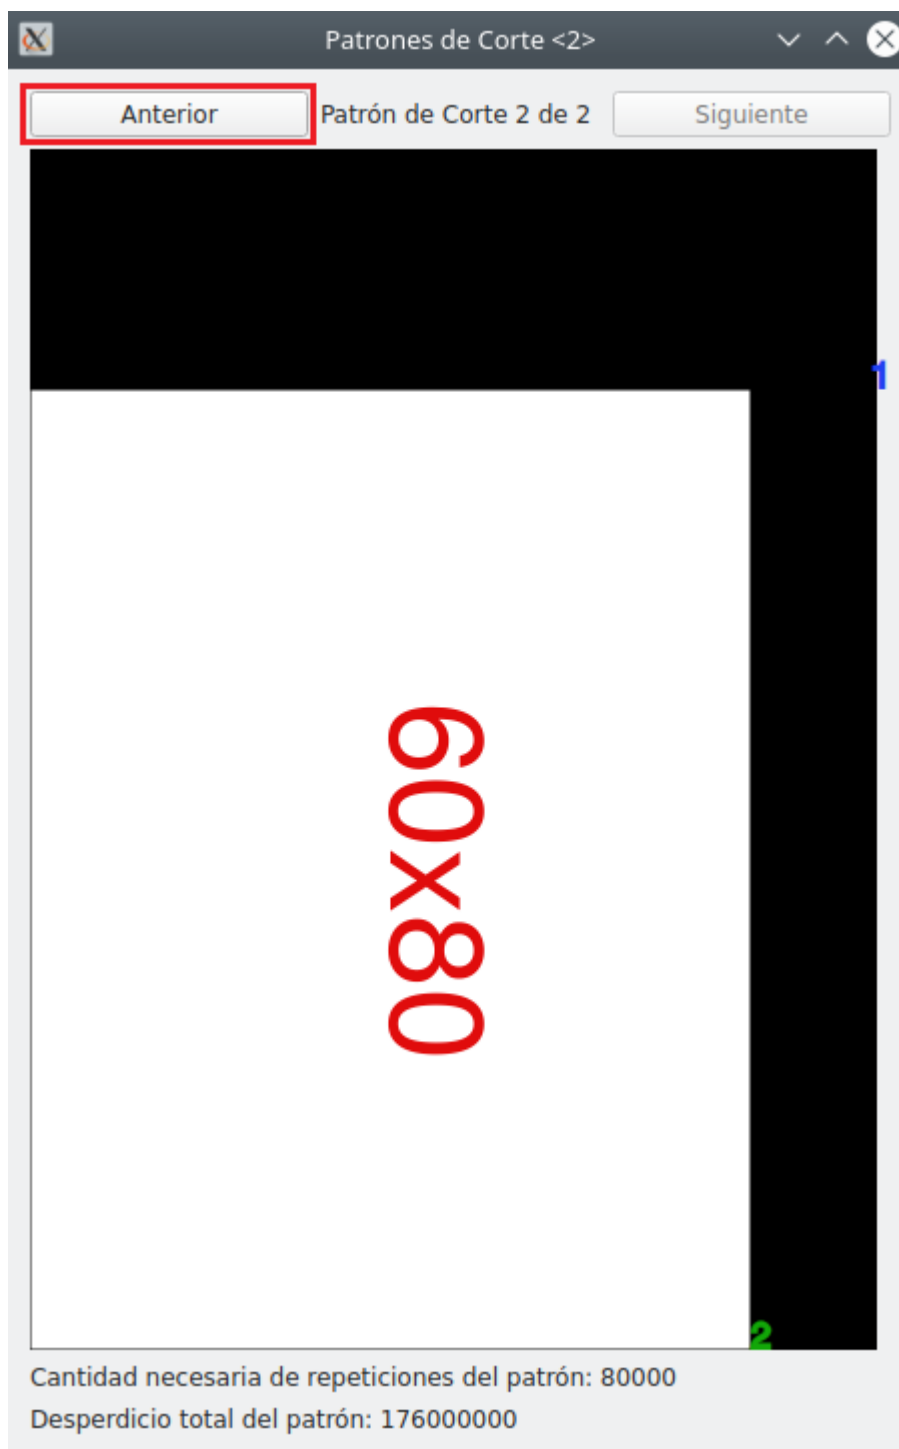 Patrones de Corte <2>
Anterior Patrón de Corte 2 de 2 Siguiente
1
60x80
2
Cantidad necesaria de repeticiones del patrón: 80000
Desperdicio total del patrón: 176000000